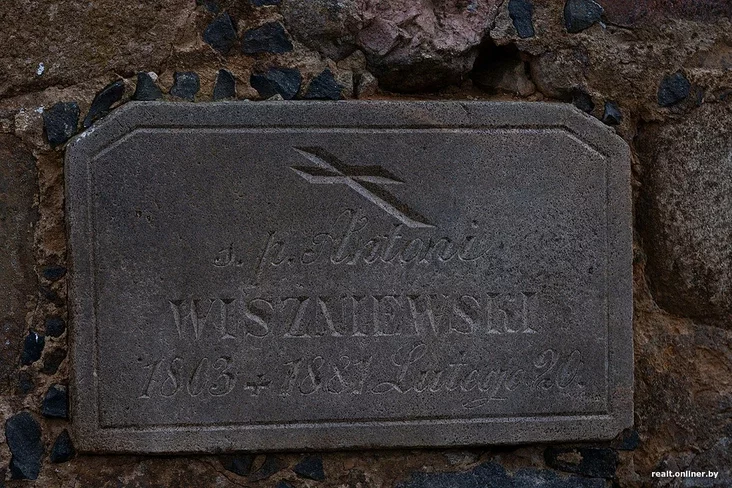 s. p. Antoni
WISZNIEWSKI
1803 + 1881 Lutego 20.
realt.onliner.by